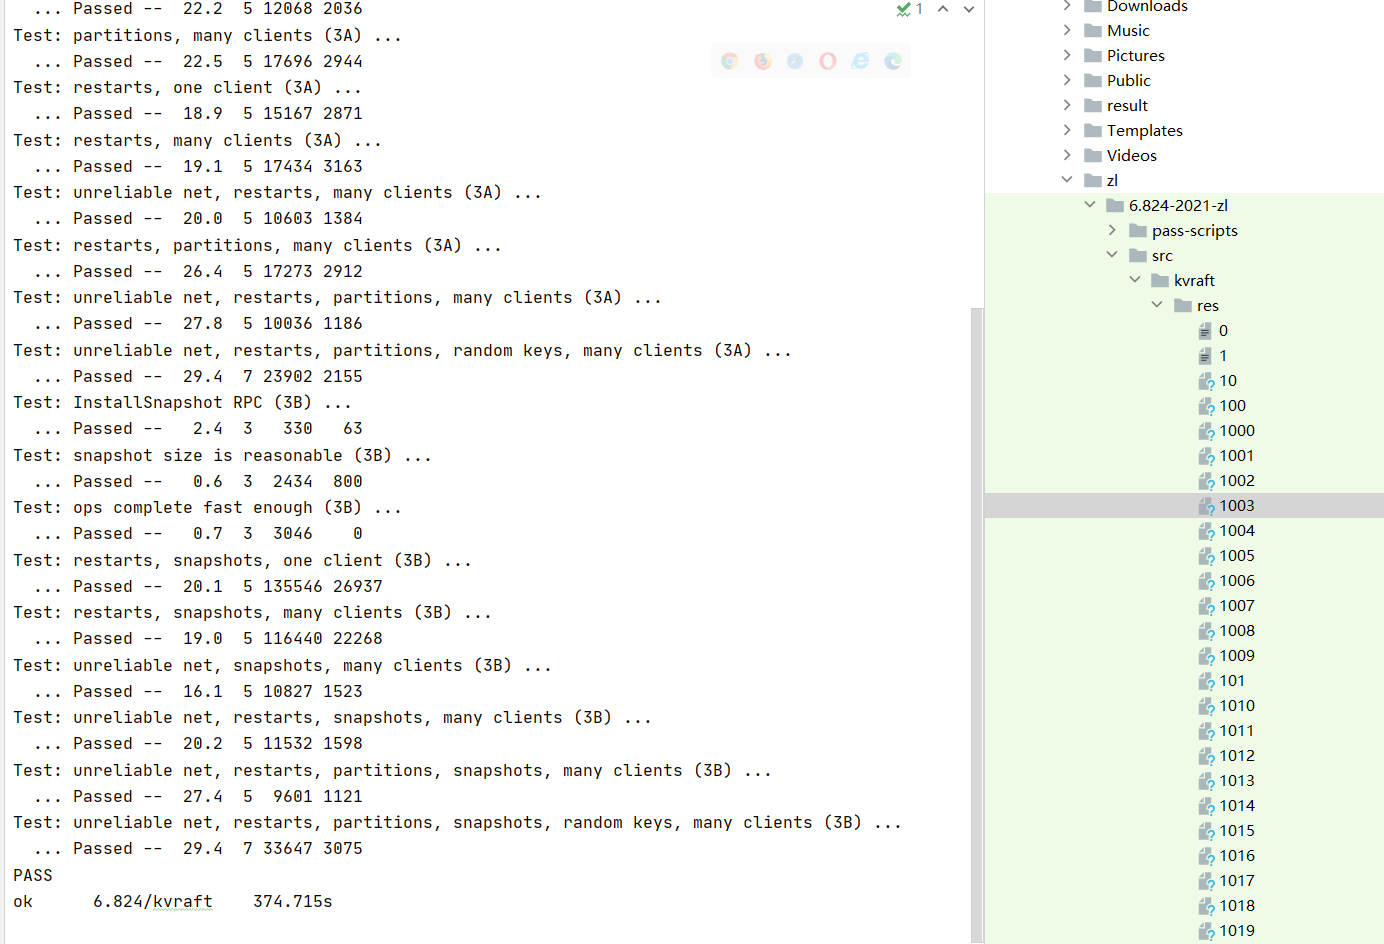 ... Passed --  22.2  5 12068 2036
Test: partitions, many clients (3A) ...
  ... Passed --  22.5  5 17696 2944
Test: restarts, one client (3A) ...
  ... Passed --  18.9  5 15167 2871
Test: restarts, many clients (3A) ...
  ... Passed --  19.1  5 17434 3163
Test: unreliable net, restarts, many clients (3A) ...
  ... Passed --  20.0  5 10603 1384
Test: restarts, partitions, many clients (3A) ...
  ... Passed --  26.4  5 17273 2912
Test: unreliable net, restarts, partitions, many clients (3A) ...
  ... Passed --  27.8  5 10036 1186
Test: unreliable net, restarts, partitions, random keys, many clients (3A) ...
  ... Passed --  29.4  7 23902 2155
Test: InstallSnapshot RPC (3B) ...
  ... Passed --   2.4  3   330   63
Test: snapshot size is reasonable (3B) ...
  ... Passed --   0.6  3  2434  800
Test: ops complete fast enough (3B) ...
  ... Passed --   0.7  3  3046    0
Test: restarts, snapshots, one client (3B) ...
  ... Passed --  20.1  5 135546 26937
Test: restarts, snapshots, many clients (3B) ...
  ... Passed --  19.0  5 116440 22268
Test: unreliable net, snapshots, many clients (3B) ...
  ... Passed --  16.1  5 10827 1523
Test: unreliable net, restarts, snapshots, many clients (3B) ...
  ... Passed --  20.2  5 11532 1598
Test: unreliable net, restarts, partitions, snapshots, many clients (3B) ...
  ... Passed --  27.4  5  9601 1121
Test: unreliable net, restarts, partitions, snapshots, random keys, many clients (3B) ...
  ... Passed --  29.4  7 33647 3075
PASS
ok      6.824/kvraft    374.715s
1
Downloads
Music
Pictures
Public
result
Templates
Videos
zl
6.824-2021-zl
pass-scripts
src
kvraft
res
0
1
10
100
1000
1001
1002
1003
1004
1005
1006
1007
1008
1009
101
1010
1011
1012
1013
1014
1015
1016
1017
1018
1019